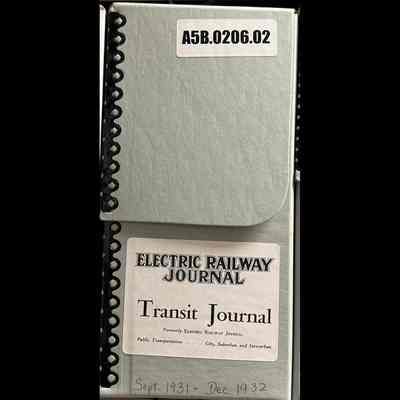 A5B.0206.02
ELECTRIC RAILWAY
JOURNAL
Transit Journal
Formerly Electric Railway Journal
Public Transportation City, Suburban and Interurban
Sept. 1931 - Dec 1932